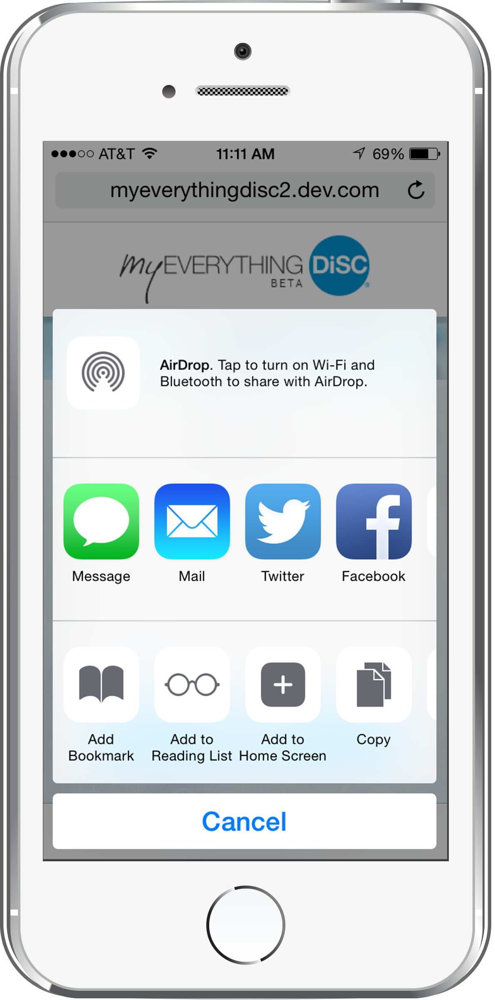 AT&T 11:11 AM 69%
myeverythingdisc2.dev.com
my EVERYTHING DiSC®
BETA
AirDrop. Tap to turn on Wi-Fi and
Bluetooth to share with AirDrop.
Message Mail Twitter Facebook
Add Add to Add to Copy
Bookmark Reading List Home Screen
Cancel